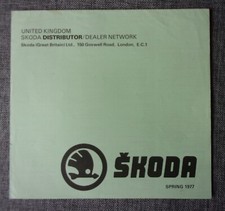 UNITED KINGDOM
SKODA DISTRIBUTOR/DEALER NETWORK
Skoda (Great Britain) Ltd. 150 Goswell Road, London, E.C.1
ŠKODA
SPRING 1977